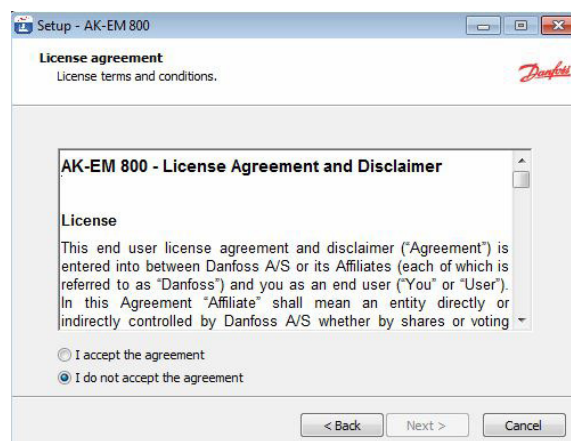 Setup - AK-EM 800
License agreement
License terms and conditions.
Danfoss
AK-EM 800 - License Agreement and Disclaimer
License
This end user license agreement and disclaimer (“Agreement”) is
entered into between Danfoss A/S or its Affiliates (each of which is
referred to as “Danfoss”) and you as an end user (“You” or “User”).
In this Agreement “Affiliate” shall mean an entity directly or
indirectly controlled by Danfoss A/S whether by shares or voting
I accept the agreement
I do not accept the agreement
< Back
Next >
Cancel